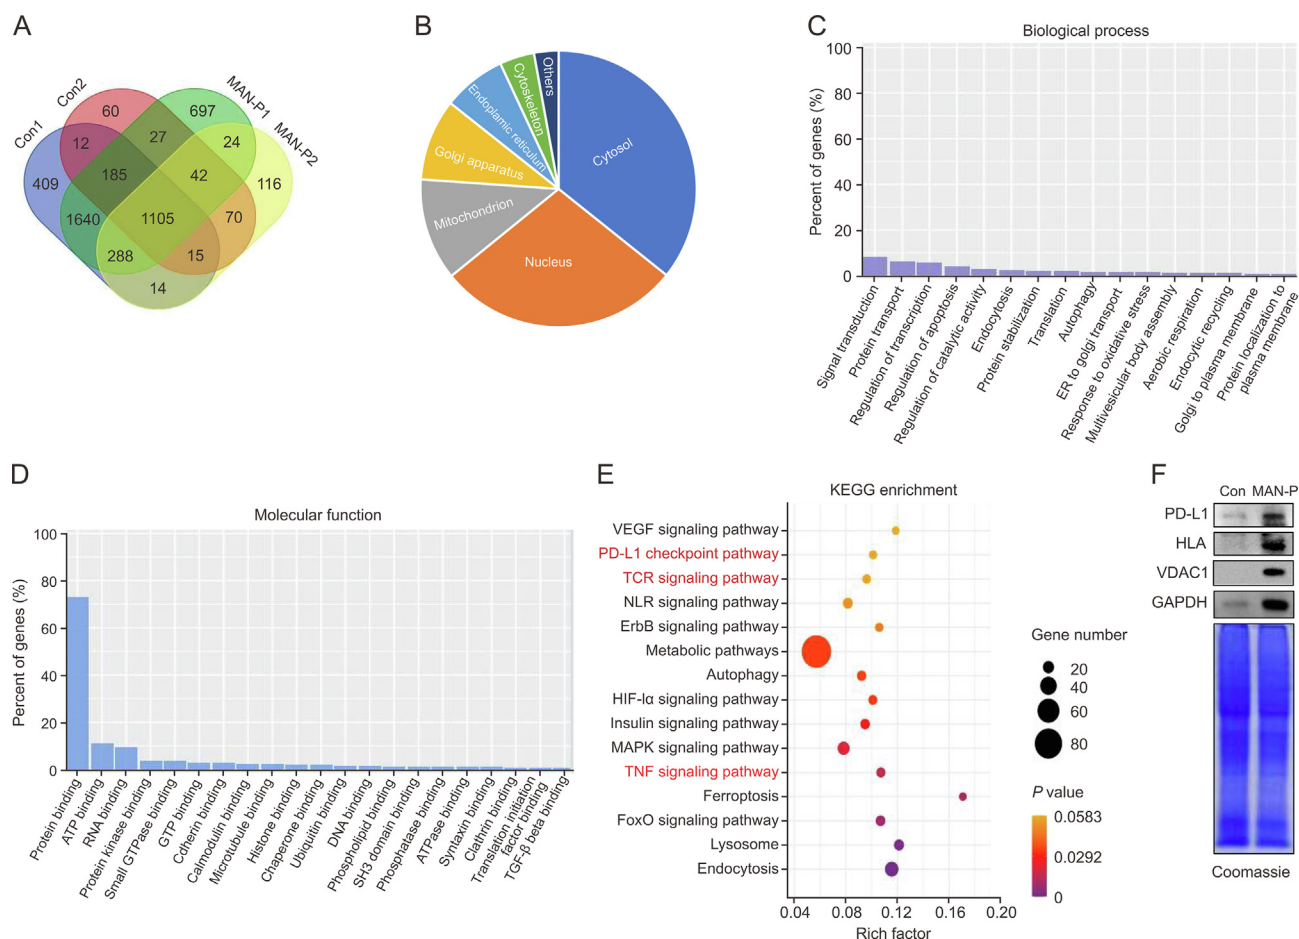 A
Con1
Con2
MAN-P1
MAN-P2
60
697
12
27
24
409
185
42
116
1640
1105
70
288
15
14
B
Cytosol
Nucleus
Mitochondrion
Golgi apparatus
Endoplamic reticulum
Cytoskeleton
Others
C
Biological process
Percent of genes (%)
100
80
60
40
20
0
Signal transduction
Protein transport
Regulation of transcription
Regulation of apoptosis
Regulation of catalytic activity
Endocytosis
Protein stabilization
Translation
Autophagy
ER to golgi transport
Response to oxidative stress
Multivesicular body assembly
Aerobic respiration
Endocytic recycling
Golgi to plasma membrane
Protein localization to
plasma membrane
D
Molecular function
Percent of genes (%)
100
80
60
40
20
0
Protein binding
ATP binding
RNA binding
Protein kinase binding
Small GTPase binding
GTP binding
Cdherin binding
Calmodulin binding
Microtubule binding
Histone binding
Chaperone binding
Ubiquitin binding
DNA binding
Phospholipid binding
SH3 domain binding
Phosphatase binding
ATPase binding
Syntaxin binding
Clathrin binding
Translation initiation
factor binding
TGF-β beta binding
E
KEGG enrichment
VEGF signaling pathway
PD-L1 checkpoint pathway
TCR signaling pathway
NLR signaling pathway
ErbB signaling pathway
Metabolic pathways
Autophagy
HIF-Iα signaling pathway
Insulin signaling pathway
MAPK signaling pathway
TNF signaling pathway
Ferroptosis
FoxO signaling pathway
Lysosome
Endocytosis
0.04
0.08
0.12
0.16
0.20
Rich factor
Gene number
20
40
60
80
P value
0.0583
0.0292
0
F
Con MAN-P
PD-L1
HLA
VDAC1
GAPDH
Coomassie